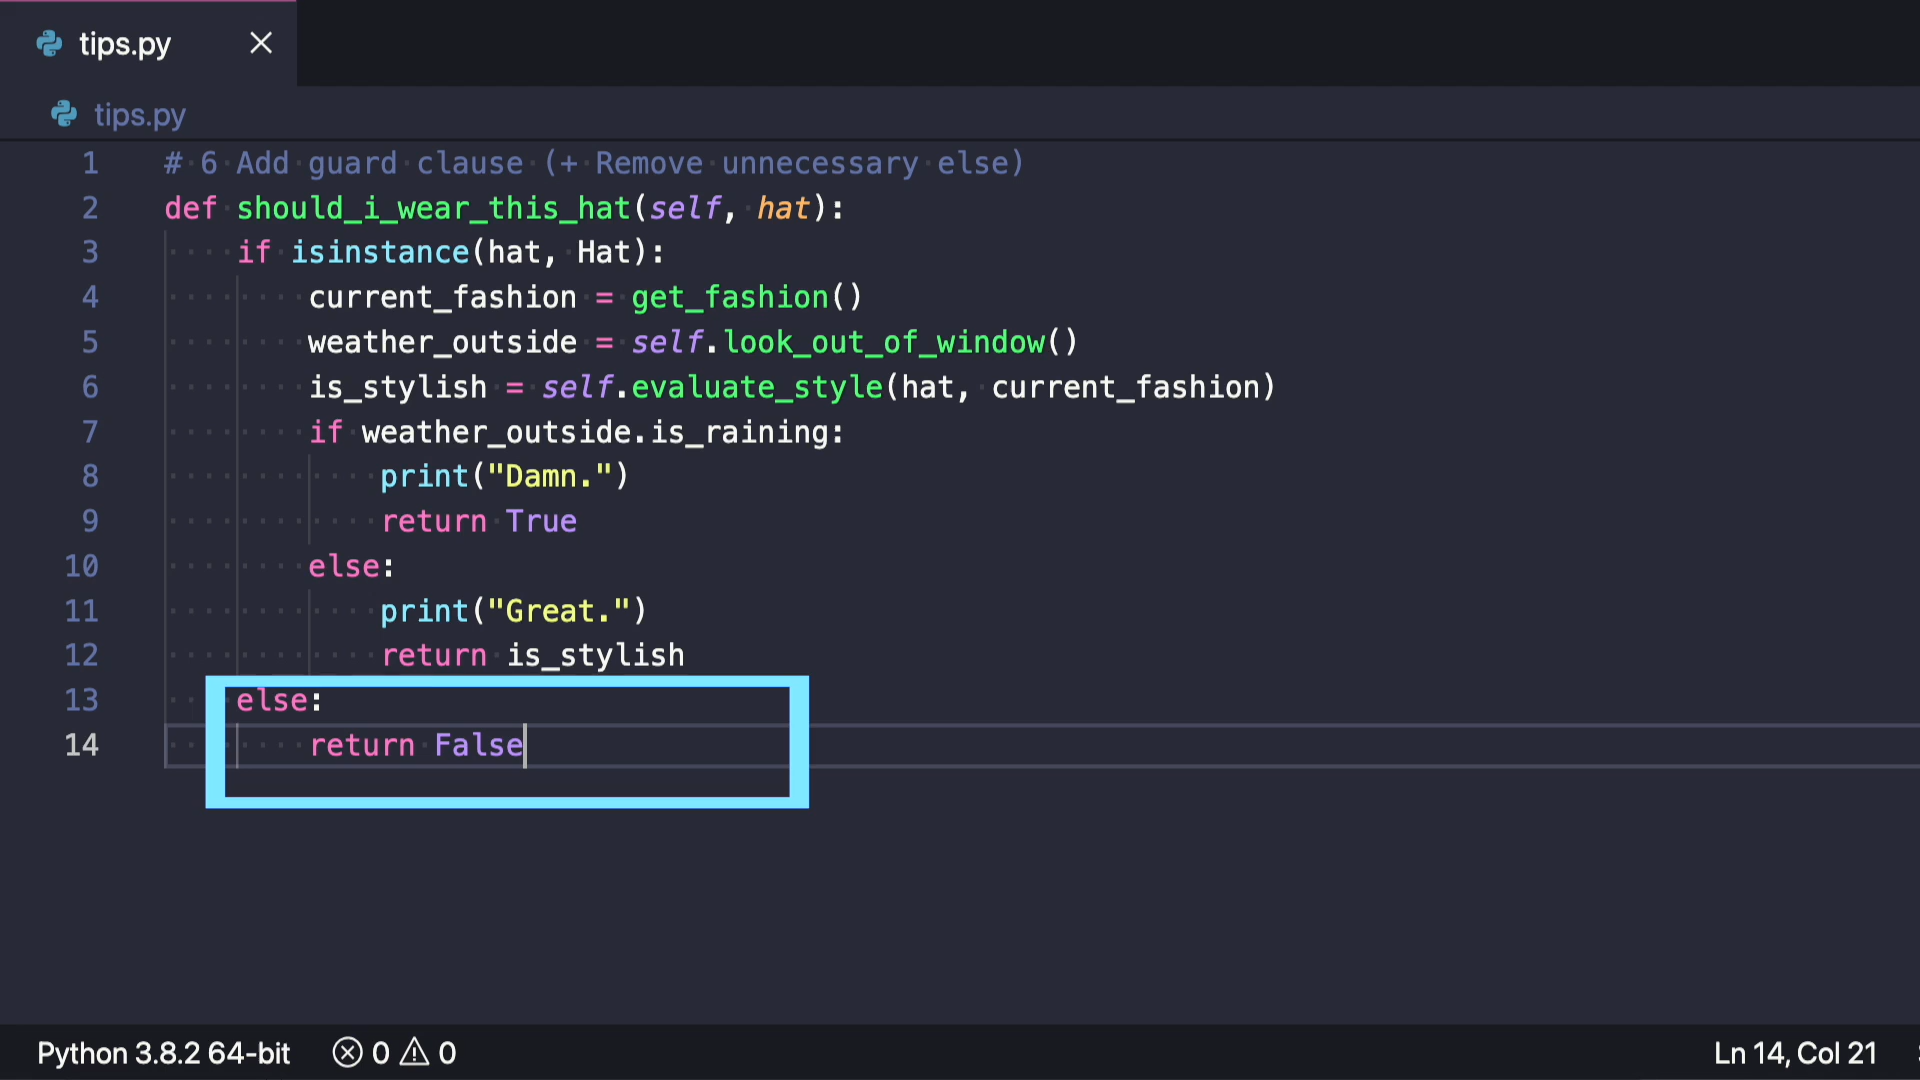 tips.py
tips.py
1 # 6 Add guard clause (+ Remove unnecessary else)
2 def should_i_wear_this_hat(self, hat):
3     if isinstance(hat, Hat):
4         current_fashion = get_fashion()
5         weather_outside = self.look_out_of_window()
6         is_stylish = self.evaluate_style(hat, current_fashion)
7         if weather_outside.is_raining:
8             print("Damn.")
9             return True
10         else:
11             print("Great.")
12             return is_stylish
13     else:
14         return False
Python 3.8.2 64-bit 0 0 Ln 14, Col 21